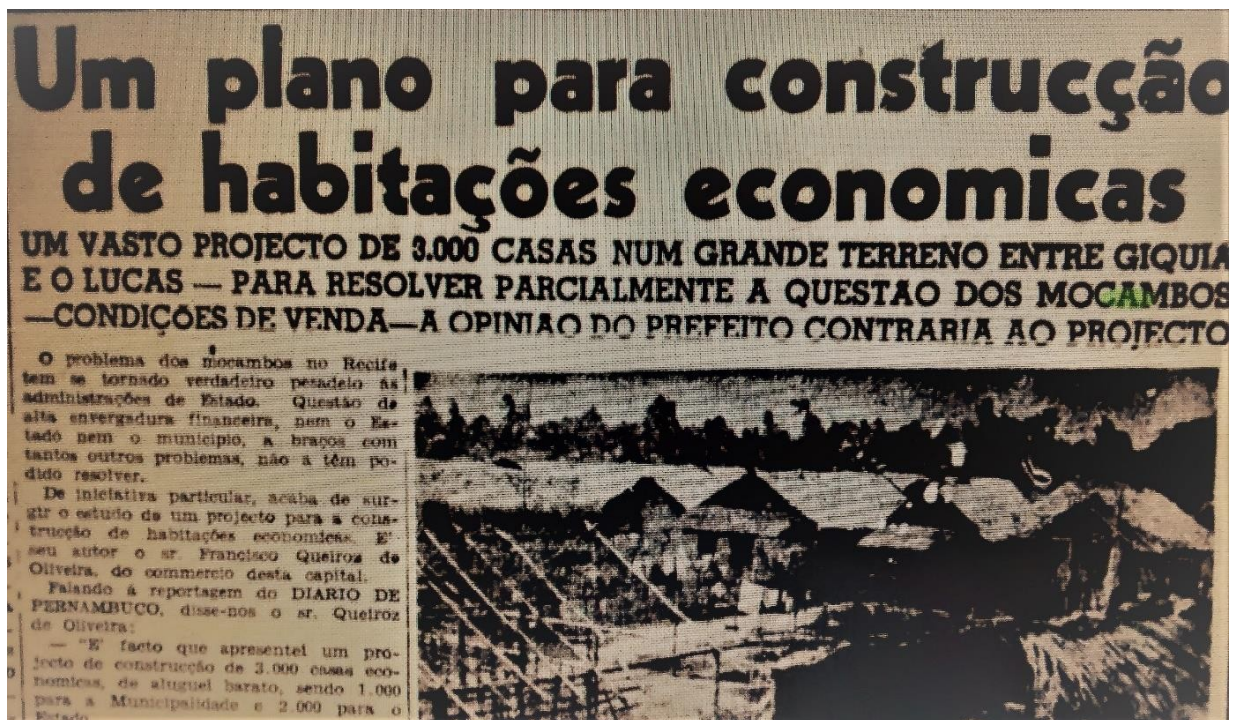 Um plano para construcção
de habitações economicas
UM VASTO PROJECTO DE 3.000 CASAS NUM GRANDE TERRENO ENTRE GIQUIA
E O LUCAS — PARA RESOLVER PARCIALMENTE A QUESTAO DOS MOCAMBOS
—CONDIÇÕES DE VENDA—A OPINIAO DO PREFEITO CONTRARIA AO PROJECTO
O problema dos mocambos no Recife
tem se tornado verdadeiro pesadelo ás
administrações de Estado. Questão de
alta envergadura financeira, nem o Es-
tado nem o municipio, a braços com
tantos outros problemas, não a têm po-
dido resolver.
De iniciativa particular, acaba de sur-
gir o estudo de um projecto para a cons-
trucção de habitações economicas. E'
seu autor o sr. Francisco Queiroz de
Oliveira, do commercio desta capital.
Falando á reportagem do DIARIO DE
PERNAMBUCO, disse-nos o sr. Queiroz
de Oliveira:
— "E' facto que apresentei um pro-
jecto de construcção de 3.000 casas eco-
nomicas, de aluguel barato, sendo 1.000
para a Municipalidade e 2.000 para o
Estado